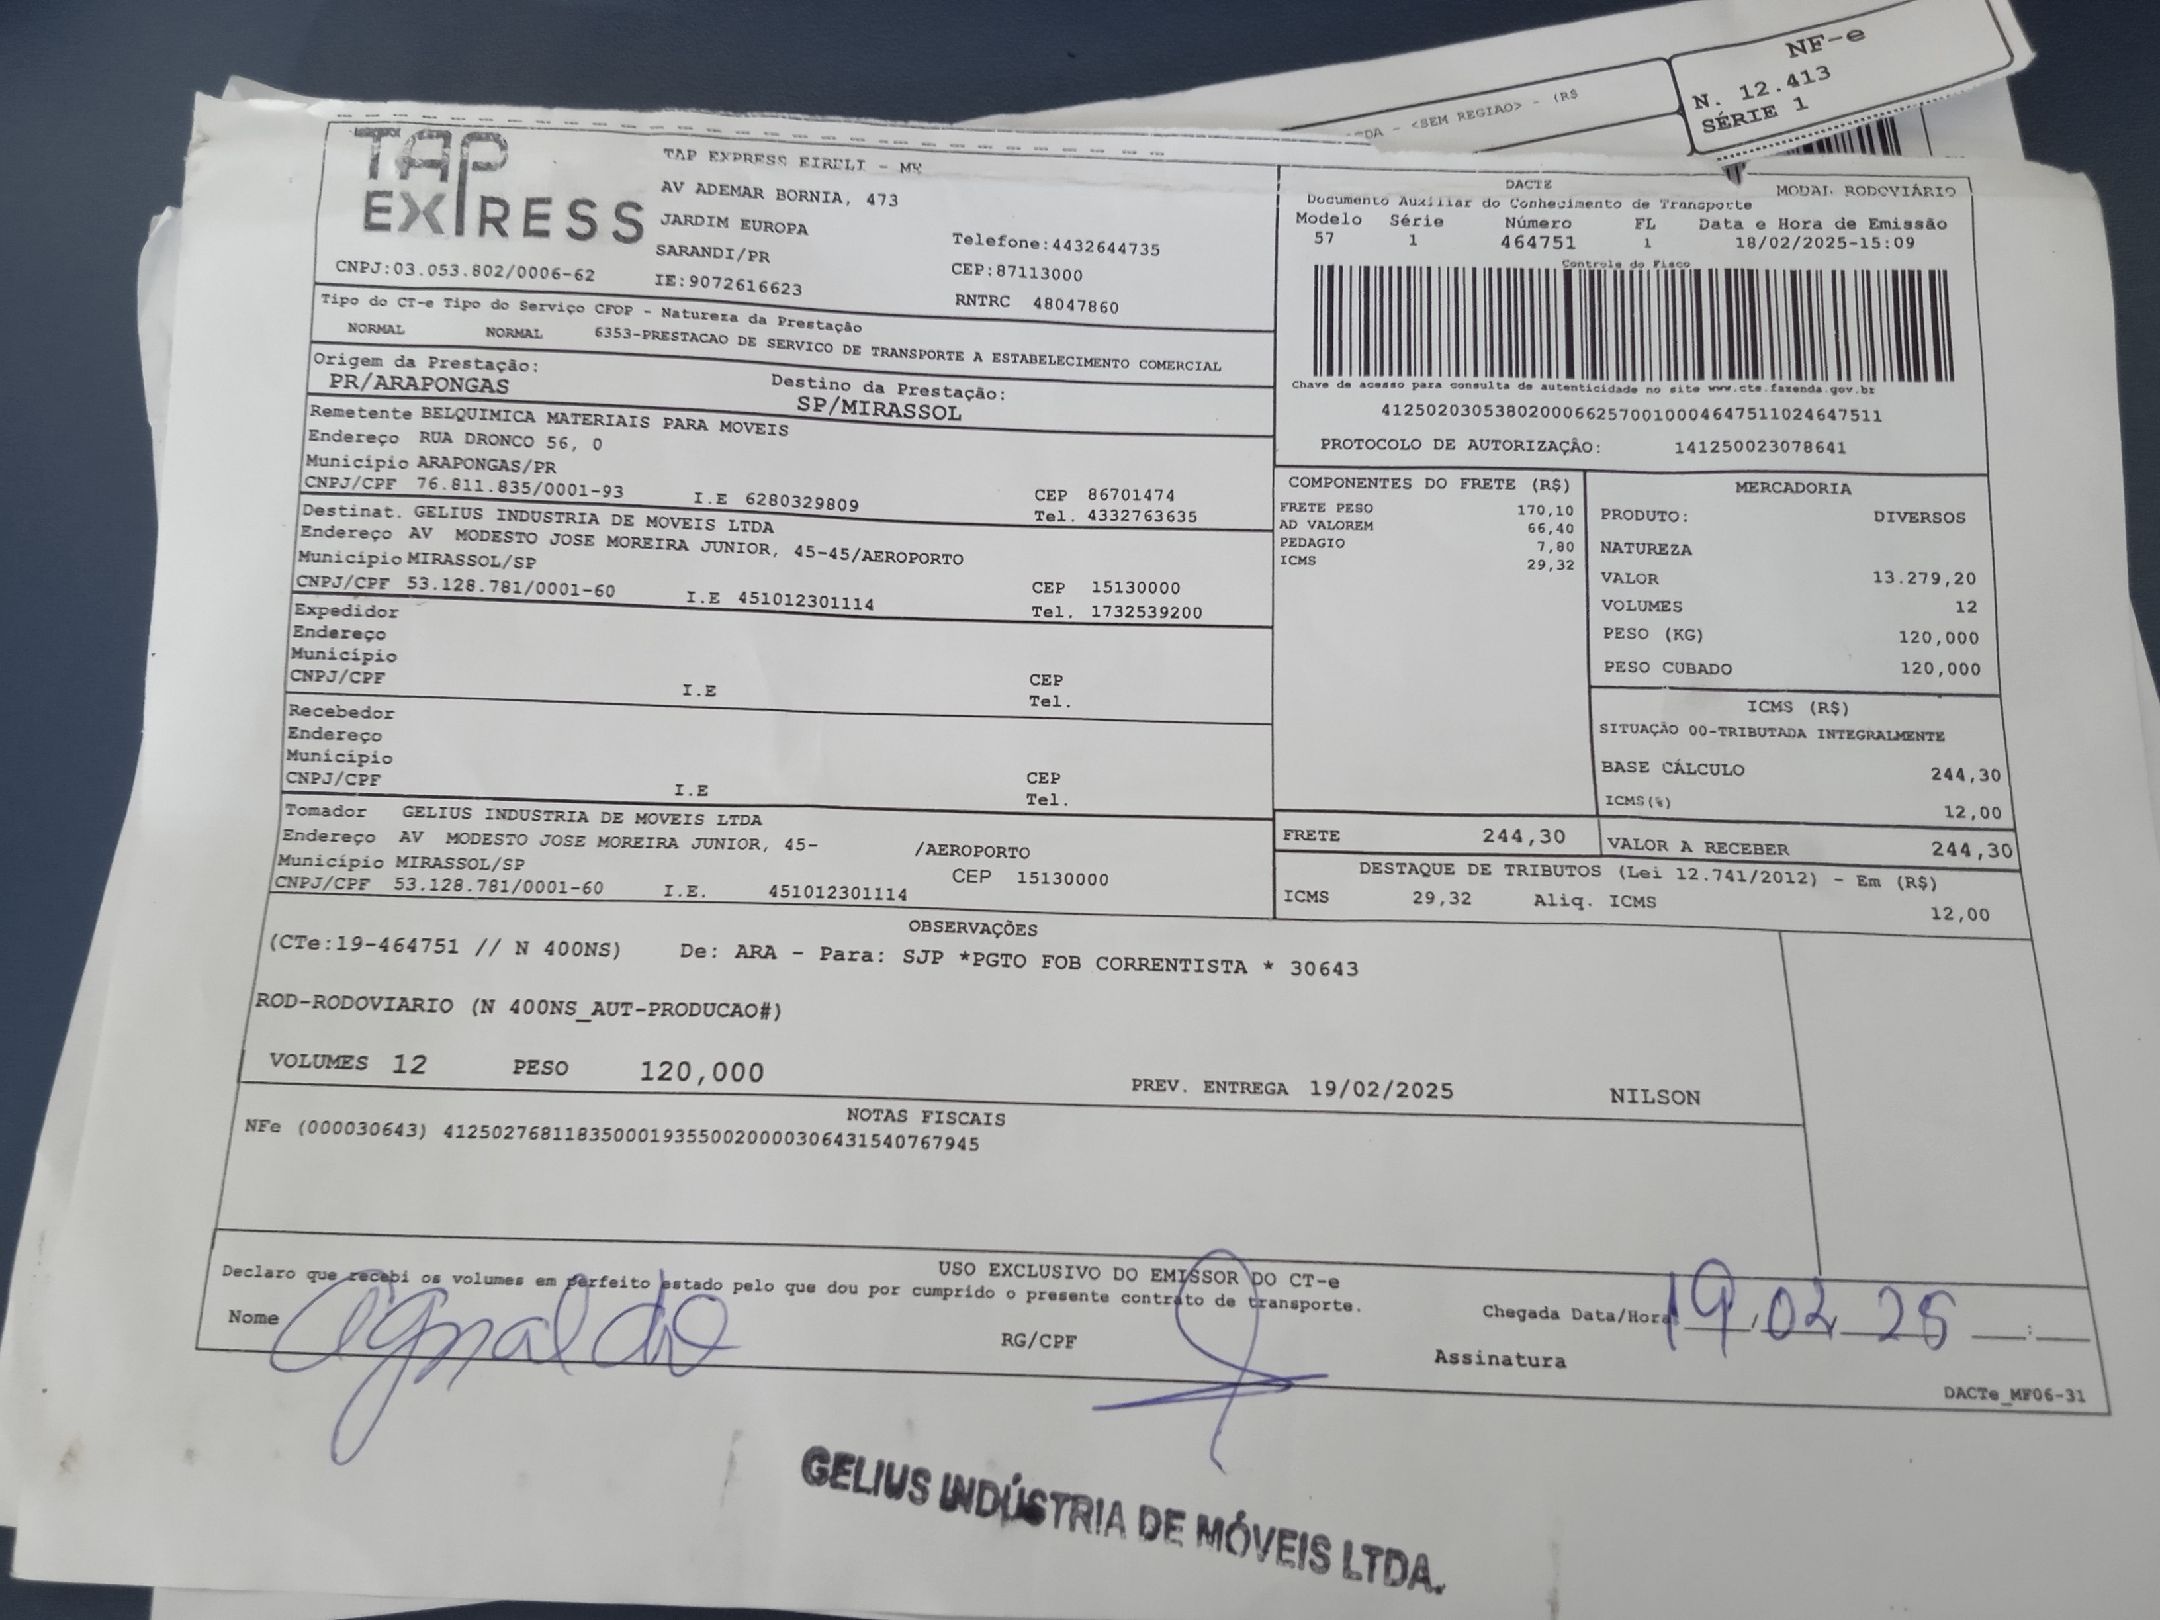 NF-e
N. 12.413
SÉRIE 1
<SEM REGIAO> - (R$
TAP EXPRESS
TAP EXPRESS EIRELI - ME
AV ADEMAR BORNIA, 473
JARDIM EUROPA
SARANDI/PR
Telefone:4432644735
CEP:87113000
CNPJ:03.053.802/0006-62
IE:9072616623
RNTRC 48047860
DACTE
MODAL RODOVIÁRIO
Documento Auxiliar do Conhecimento de Transporte
Modelo Série Número FL Data e Hora de Emissão
57 1 464751 1 18/02/2025-15:09
Controle do Fisco
Chave de acesso para consulta de autenticidade no site www.cte.fazenda.gov.br
41250203053802000662570010004647511024647511
PROTOCOLO DE AUTORIZAÇÃO: 141250023078641
Tipo do CT-e Tipo do Serviço CFOP - Natureza da Prestação
NORMAL NORMAL 6353-PRESTACAO DE SERVICO DE TRANSPORTE A ESTABELECIMENTO COMERCIAL
Origem da Prestação:
PR/ARAPONGAS
Destino da Prestação:
SP/MIRASSOL
Remetente BELQUIMICA MATERIAIS PARA MOVEIS
Endereço RUA DRONCO 56, 0
Município ARAPONGAS/PR
CNPJ/CPF 76.811.835/0001-93 I.E 6280329809
CEP 86701474
Tel. 4332763635
Destinat. GELIUS INDUSTRIA DE MOVEIS LTDA
Endereço AV MODESTO JOSE MOREIRA JUNIOR, 45-45/AEROPORTO
Município MIRASSOL/SP
CNPJ/CPF 53.128.781/0001-60 I.E 451012301114
CEP 15130000
Tel. 1732539200
Expedidor
Endereço
Município
CNPJ/CPF I.E
CEP
Tel.
Recebedor
Endereço
Município
CNPJ/CPF I.E
CEP
Tel.
Tomador GELIUS INDUSTRIA DE MOVEIS LTDA
Endereço AV MODESTO JOSE MOREIRA JUNIOR, 45- /AEROPORTO
Município MIRASSOL/SP CEP 15130000
CNPJ/CPF 53.128.781/0001-60 I.E. 451012301114
COMPONENTES DO FRETE (R$)
FRETE PESO 170,10
AD VALOREM 66,40
PEDAGIO 7,80
ICMS 29,32
MERCADORIA
PRODUTO: DIVERSOS
NATUREZA
VALOR 13.279,20
VOLUMES 12
PESO (KG) 120,000
PESO CUBADO 120,000
ICMS (R$)
SITUAÇÃO 00-TRIBUTADA INTEGRALMENTE
BASE CÁLCULO 244,30
ICMS(%) 12,00
FRETE 244,30 VALOR A RECEBER 244,30
DESTAQUE DE TRIBUTOS (Lei 12.741/2012) - Em (R$)
ICMS 29,32 Aliq. ICMS 12,00
OBSERVAÇÕES
(CTe:19-464751 // N 400NS) De: ARA - Para: SJP *PGTO FOB CORRENTISTA * 30643
ROD-RODOVIARIO (N 400NS_AUT-PRODUCAO#)
VOLUMES 12 PESO 120,000 PREV. ENTREGA 19/02/2025 NILSON
NOTAS FISCAIS
NFe (000030643) 41250276811835000193550020000306431540767945
USO EXCLUSIVO DO EMISSOR DO CT-e
Declaro que recebi os volumes em perfeito estado pelo que dou por cumprido o presente contrato de transporte.
Nome Agnaldo RG/CPF
Chegada Data/Hora 19/02 25 :
Assinatura
DACTe_MF06-31
GELIUS INDÚSTRIA DE MÓVEIS LTDA.